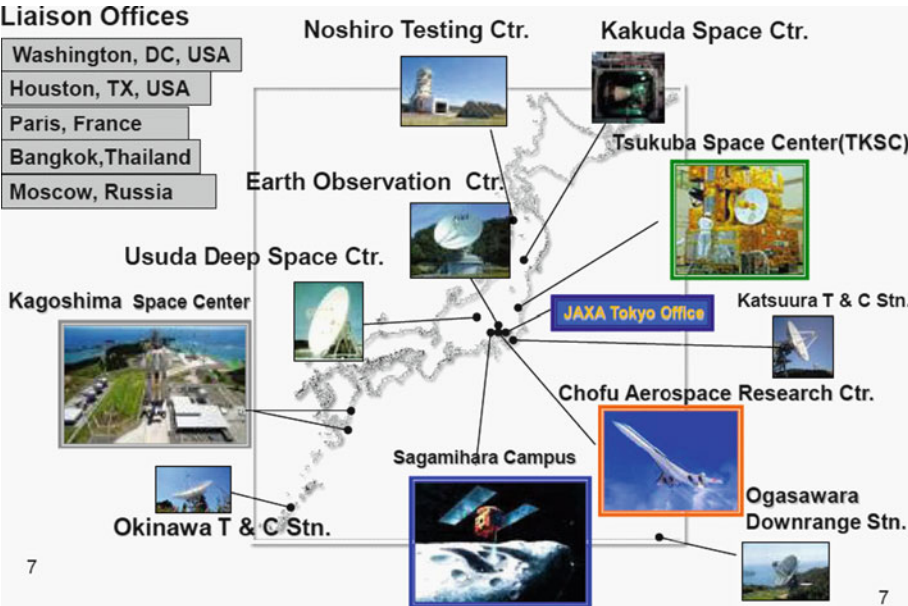 Liaison Offices
Washington, DC, USA
Houston, TX, USA
Paris, France
Bangkok,Thailand
Moscow, Russia
Noshiro Testing Ctr.
Kakuda Space Ctr.
Tsukuba Space Center(TKSC)
Earth Observation Ctr.
Usuda Deep Space Ctr.
Kagoshima Space Center
JAXA Tokyo Office
Katsuura T & C Stn.
Chofu Aerospace Research Ctr.
Sagamihara Campus
Ogasawara
Downrange Stn.
Okinawa T & C Stn.
7
7